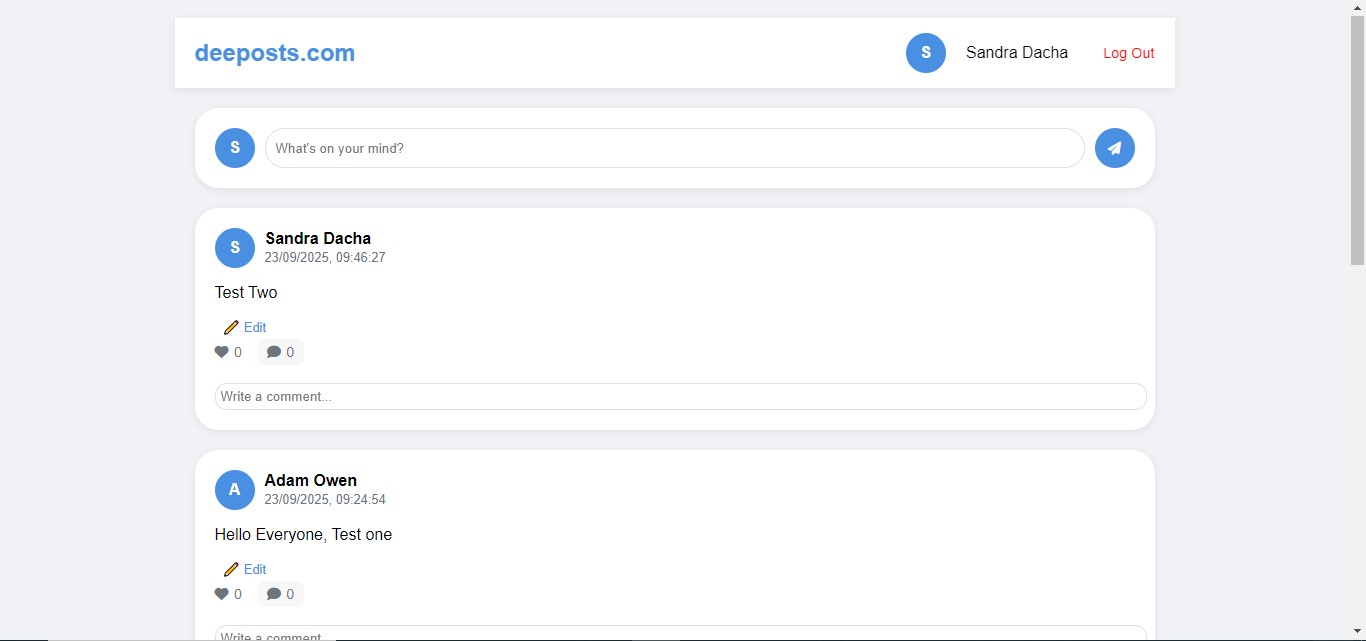 deeposts.com
S Sandra Dacha Log Out
S What's on your mind?
S Sandra Dacha
23/09/2025, 09:46:27
Test Two
Edit
0 0
Write a comment...
A Adam Owen
23/09/2025, 09:24:54
Hello Everyone, Test one
Edit
0 0
Write a comment...